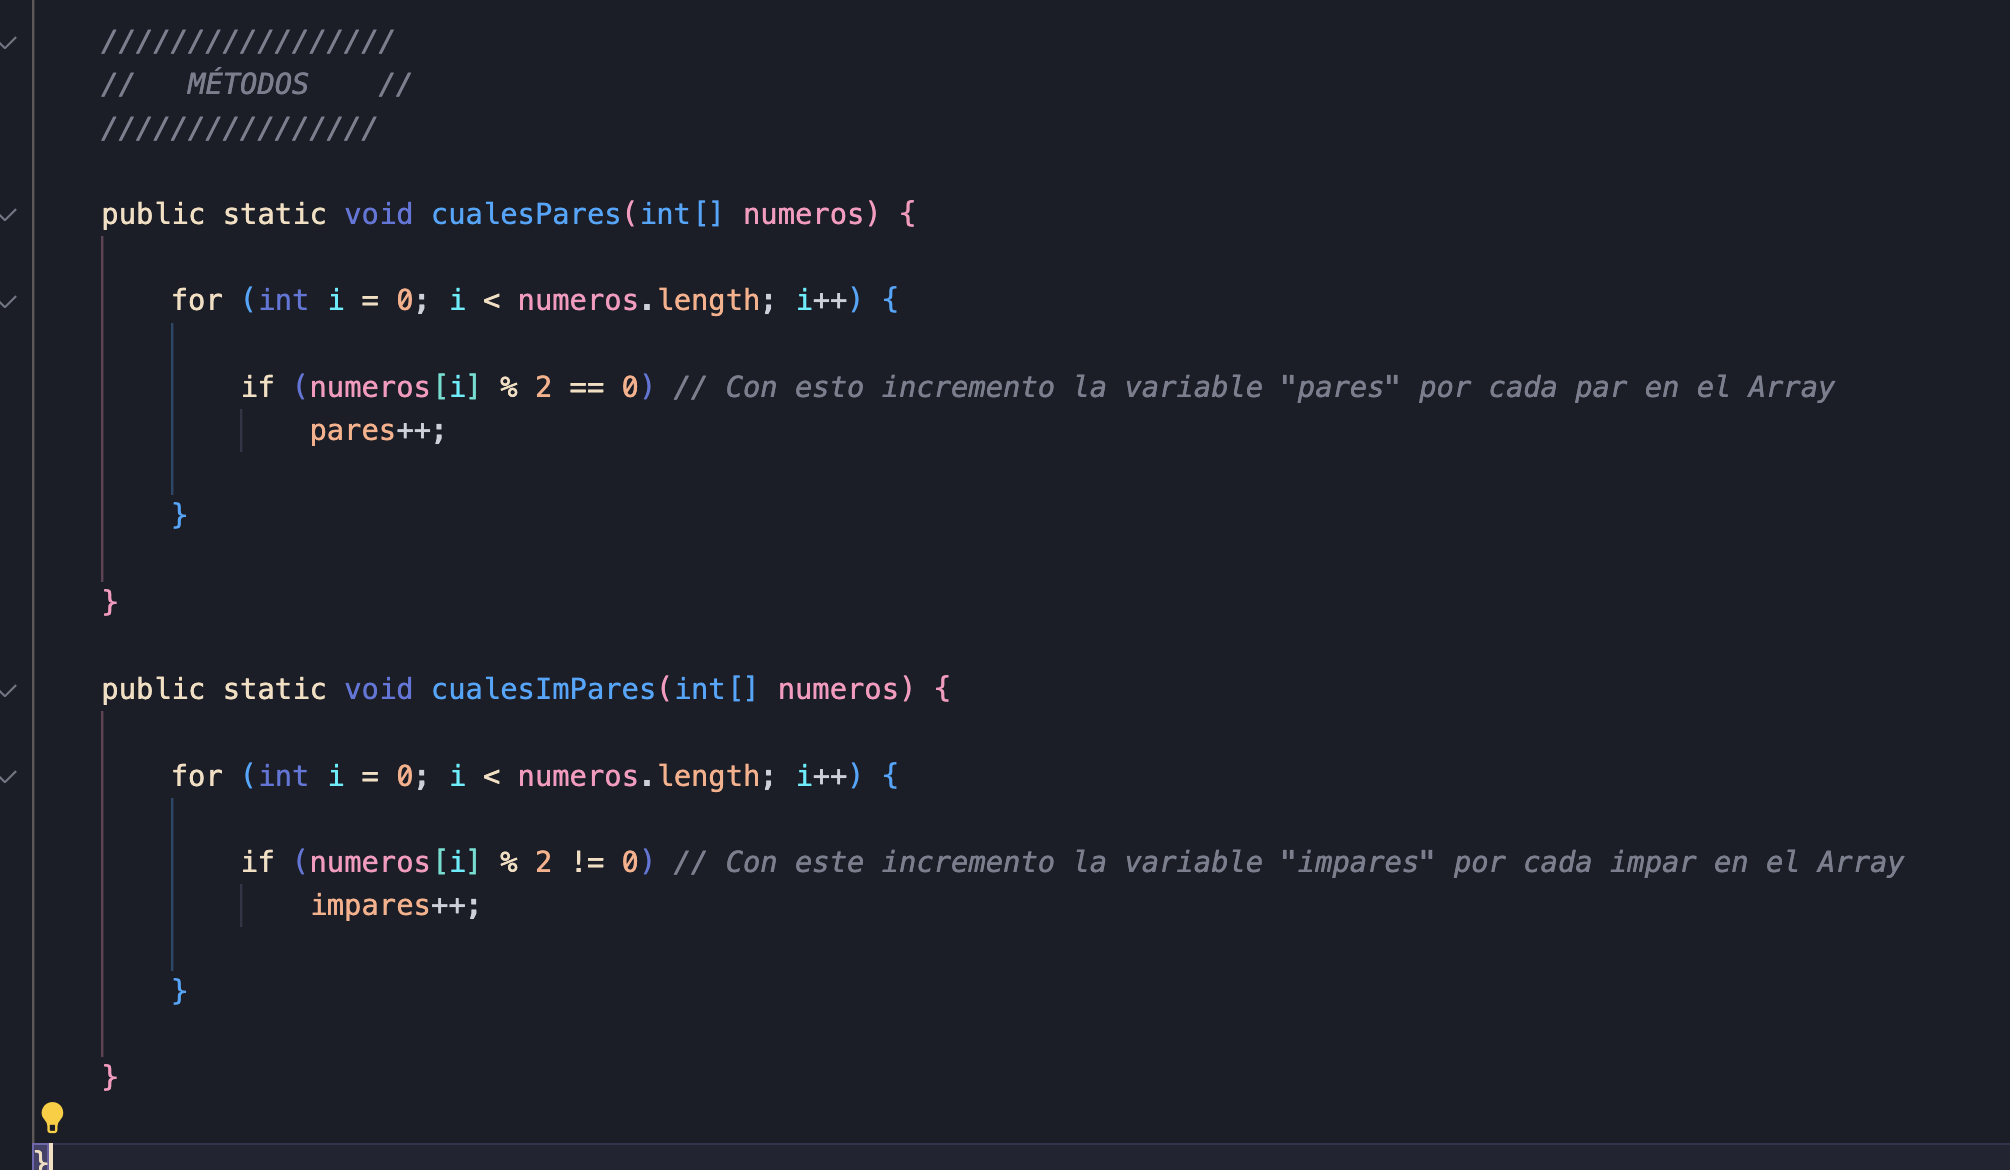 /////////////////
//   MÉTODOS    //
////////////////
public static void cualesPares(int[] numeros) {
for (int i = 0; i < numeros.length; i++) {
if (numeros[i] % 2 == 0) // Con esto incremento la variable "pares" por cada par en el Array
pares++;
}
}
public static void cualesImPares(int[] numeros) {
for (int i = 0; i < numeros.length; i++) {
if (numeros[i] % 2 != 0) // Con este incremento la variable "impares" por cada impar en el Array
impares++;
}
}
}